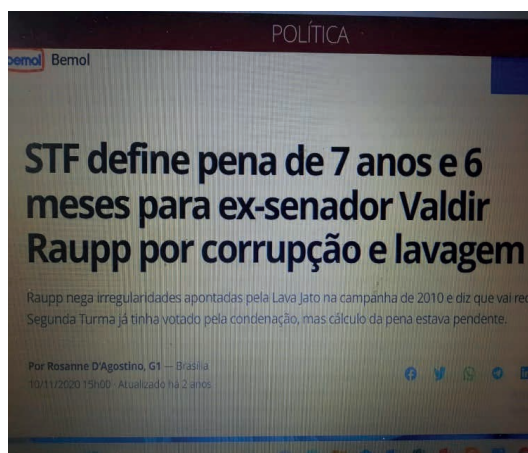 POLÍTICA
bemol Bemol
STF define pena de 7 anos e 6
meses para ex-senador Valdir
Raupp por corrupção e lavagem
Raupp nega irregularidades apontadas pela Lava Jato na campanha de 2010 e diz que vai rec
Segunda Turma já tinha votado pela condenação, mas cálculo da pena estava pendente.
Por Rosanne D'Agostino, G1 — Brasília
10/11/2020 15h00 · Atualizado há 2 anos